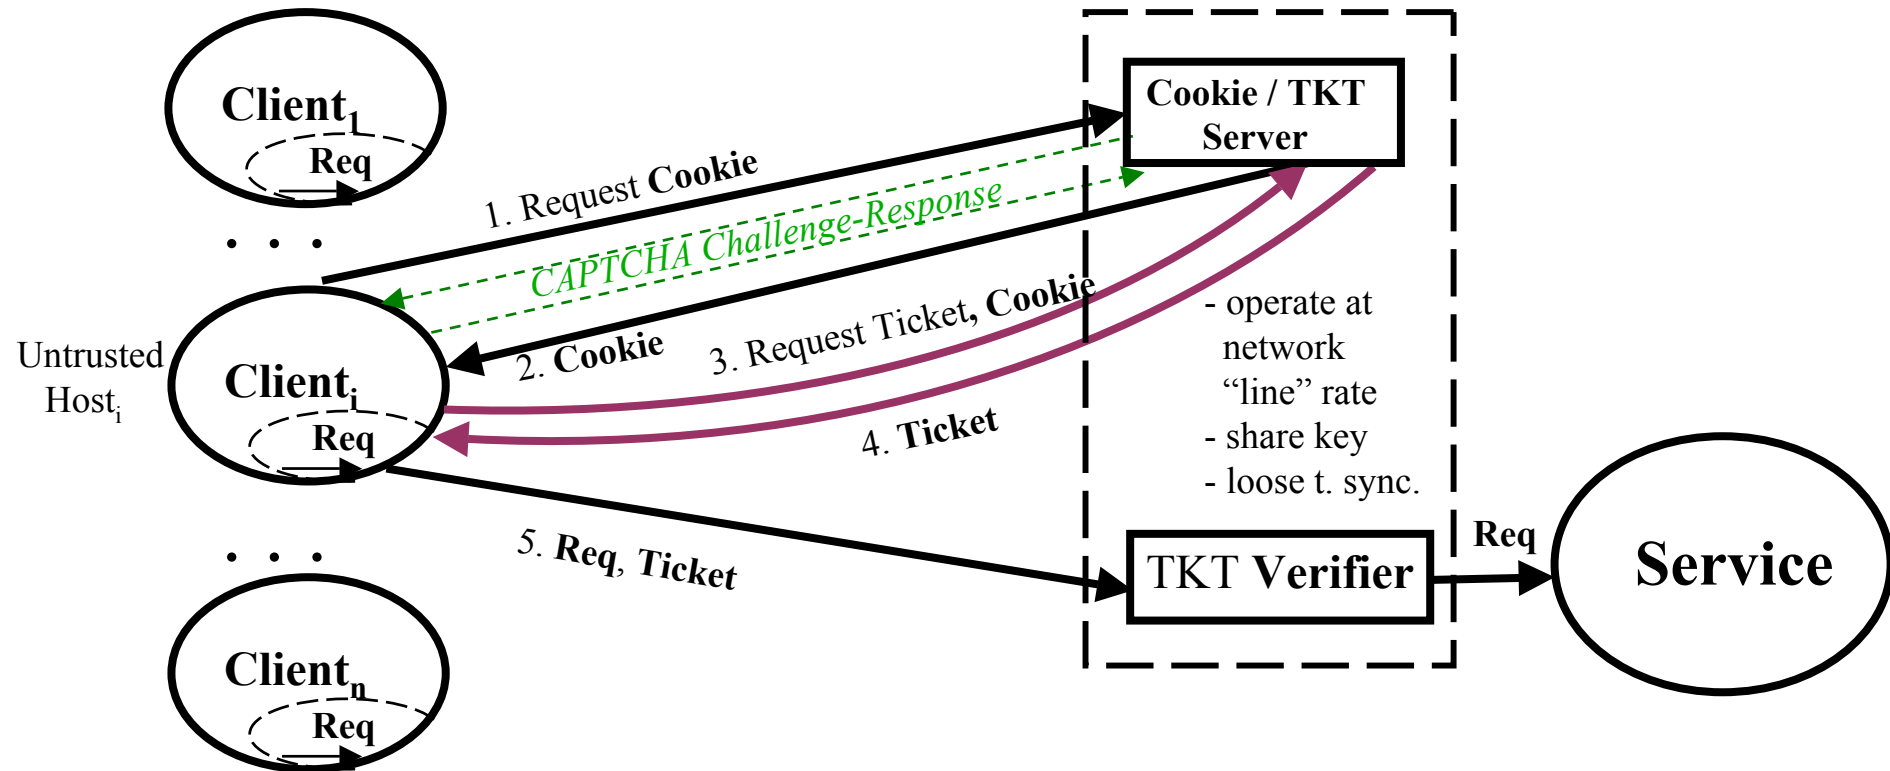 Client1
Req
. . .
Cookie / TKT
Server
1. Request Cookie
CAPTCHA Challenge-Response
2. Cookie
3. Request Ticket, Cookie
4. Ticket
Untrusted
Hosti
Clienti
Req
- operate at
network
“line” rate
- share key
- loose t. sync.
5. Req, Ticket
TKT Verifier
Req
Service
. . .
Clientn
Req